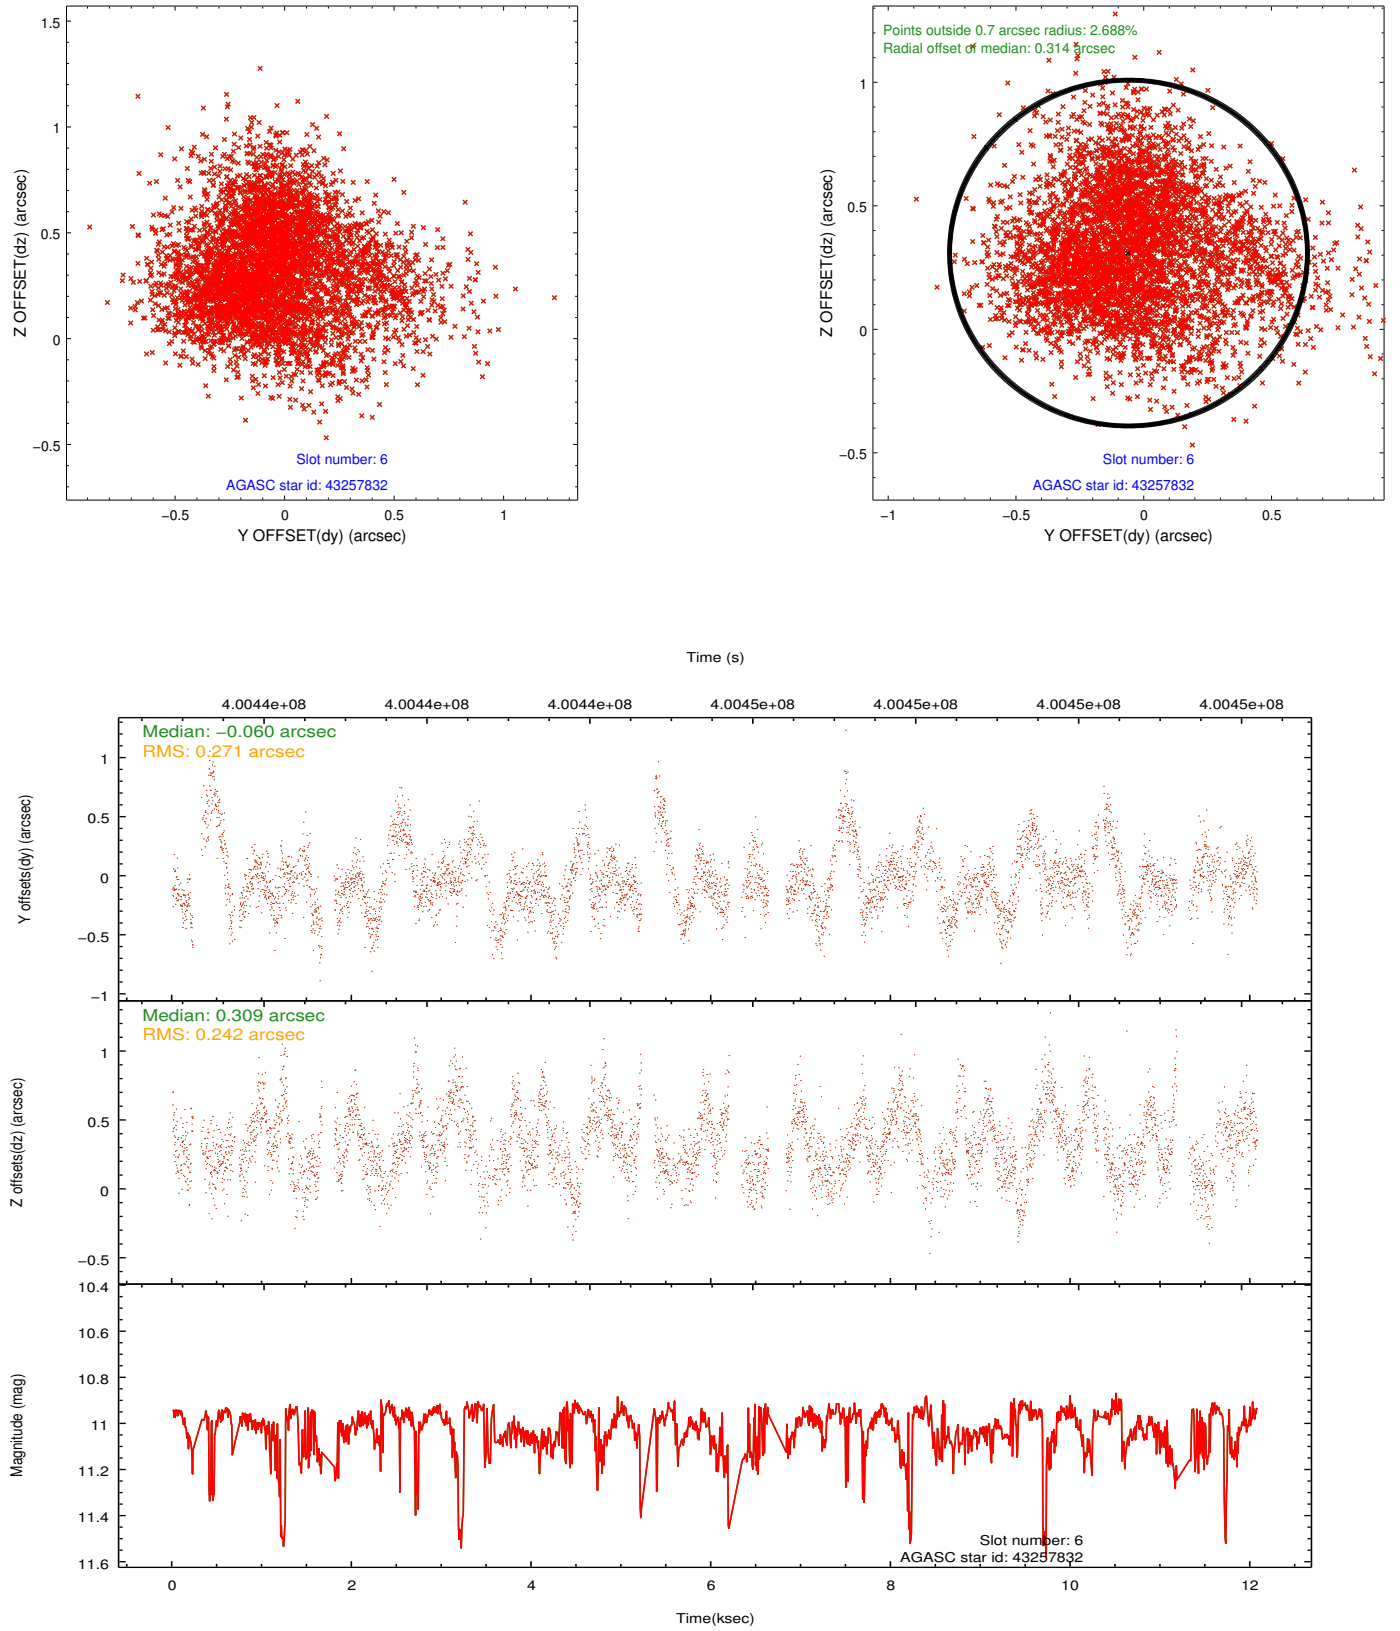 1.5
1
0.5
0
−0.5
Z OFFSET(dz) (arcsec)
−0.5
0
0.5
1
Y OFFSET(dy) (arcsec)
Slot number: 6
AGASC star id: 43257832
Points outside 0.7 arcsec radius: 2.688%
Radial offset of median: 0.314 arcsec
1
0.5
0
−0.5
Z OFFSET(dz) (arcsec)
−1
−0.5
0
0.5
Y OFFSET(dy) (arcsec)
Slot number: 6
AGASC star id: 43257832
Time (s)
4.0044e+08
4.0044e+08
4.0044e+08
4.0045e+08
4.0045e+08
4.0045e+08
4.0045e+08
Median: −0.060 arcsec
RMS: 0.271 arcsec
1
0.5
0
−0.5
−1
Y offsets(dy) (arcsec)
Median: 0.309 arcsec
RMS: 0.242 arcsec
1
0.5
0
−0.5
Z offsets(dz) (arcsec)
10.4
10.6
10.8
11
11.2
11.4
11.6
Magnitude (mag)
Slot number: 6
AGASC star id: 43257832
0
2
4
6
8
10
12
Time(ksec)